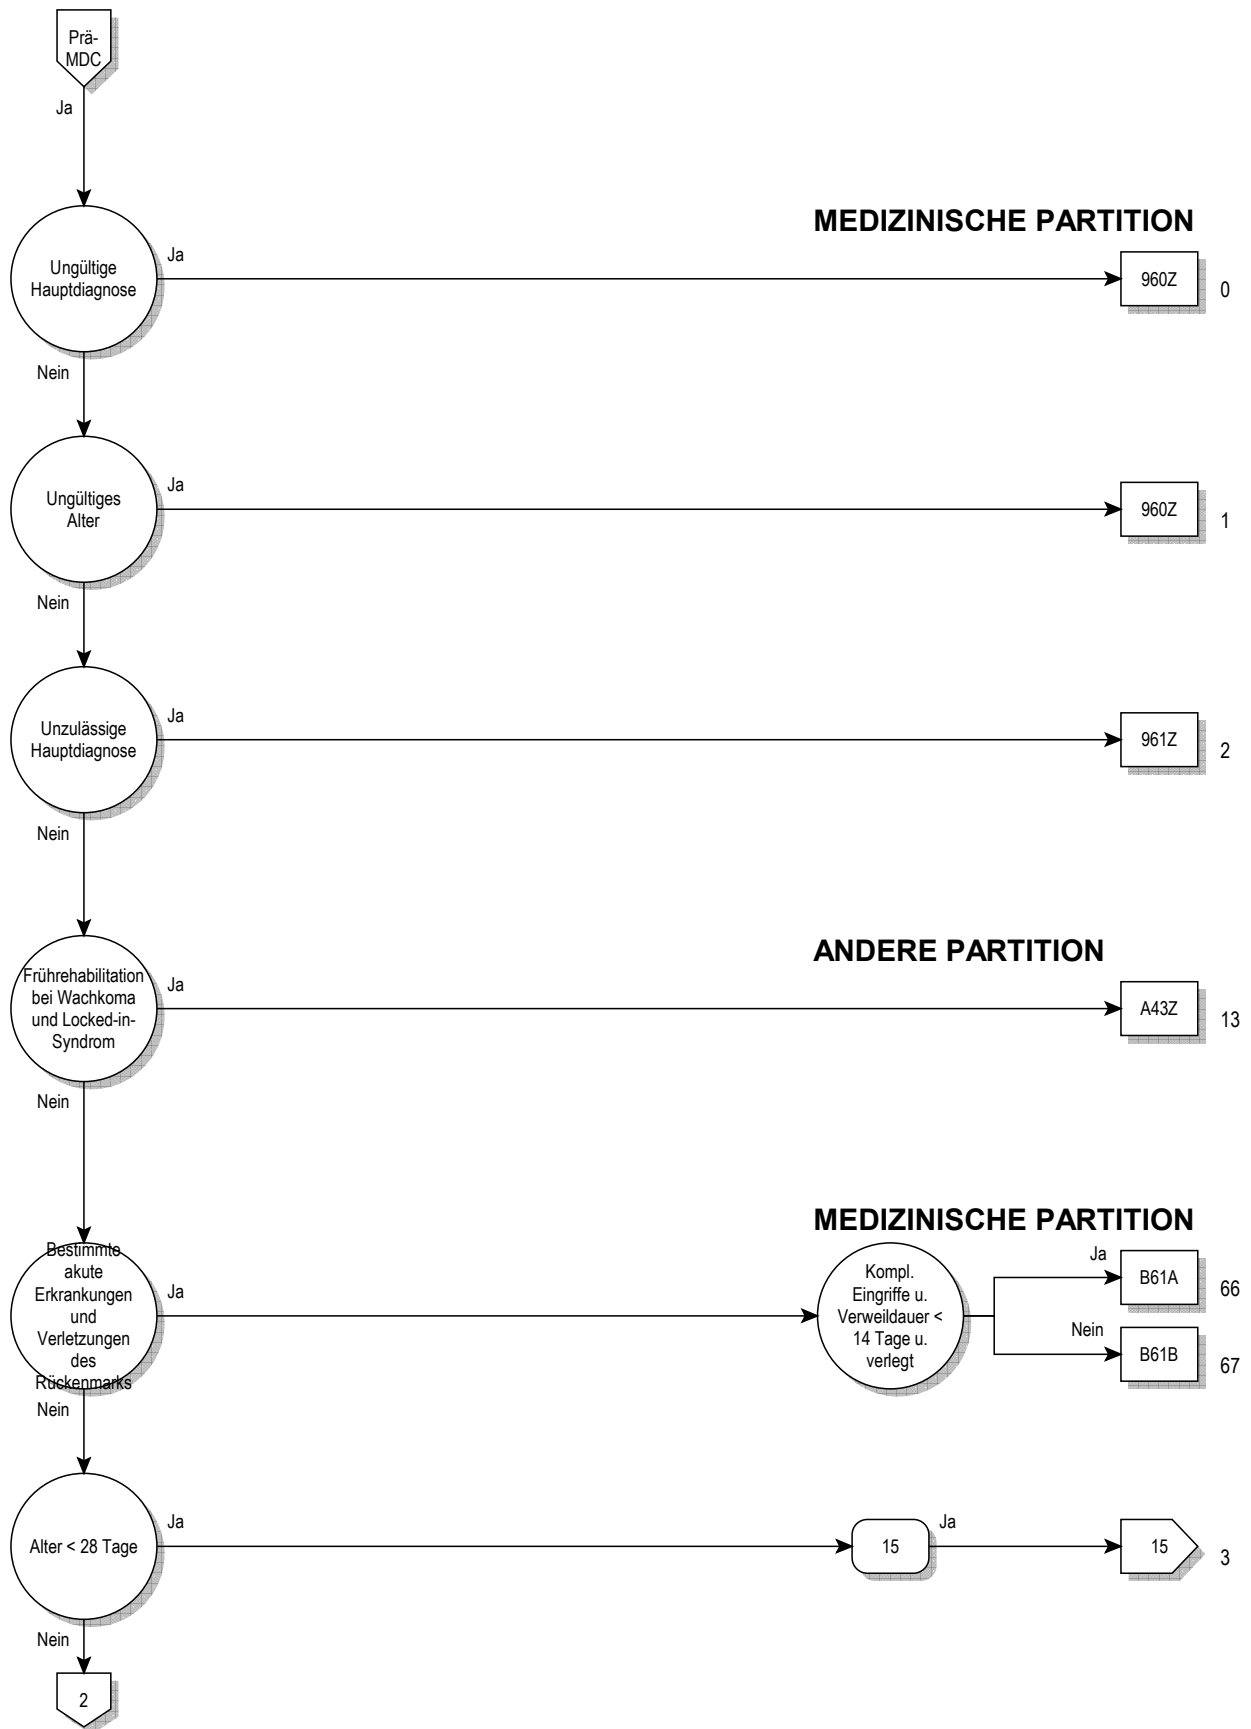 Prä-
MDC
Ja
MEDIZINISCHE PARTITION
Ungültige
Hauptdiagnose
Ja
960Z
0
Nein
Ungültiges
Alter
Ja
960Z
1
Nein
Unzulässige
Hauptdiagnose
Ja
961Z
2
Nein
ANDERE PARTITION
Frührehabilitation
bei Wachkoma
und Locked-in-
Syndrom
Ja
A43Z
13
Nein
MEDIZINISCHE PARTITION
Bestimmte
akute
Erkrankungen
und
Verletzungen
des
Rückenmarks
Ja
Kompl.
Eingriffe u.
Verweildauer <
14 Tage u.
verlegt
Ja
B61A
66
Nein
B61B
67
Nein
Alter < 28 Tage
Ja
15
Ja
15
3
Nein
2